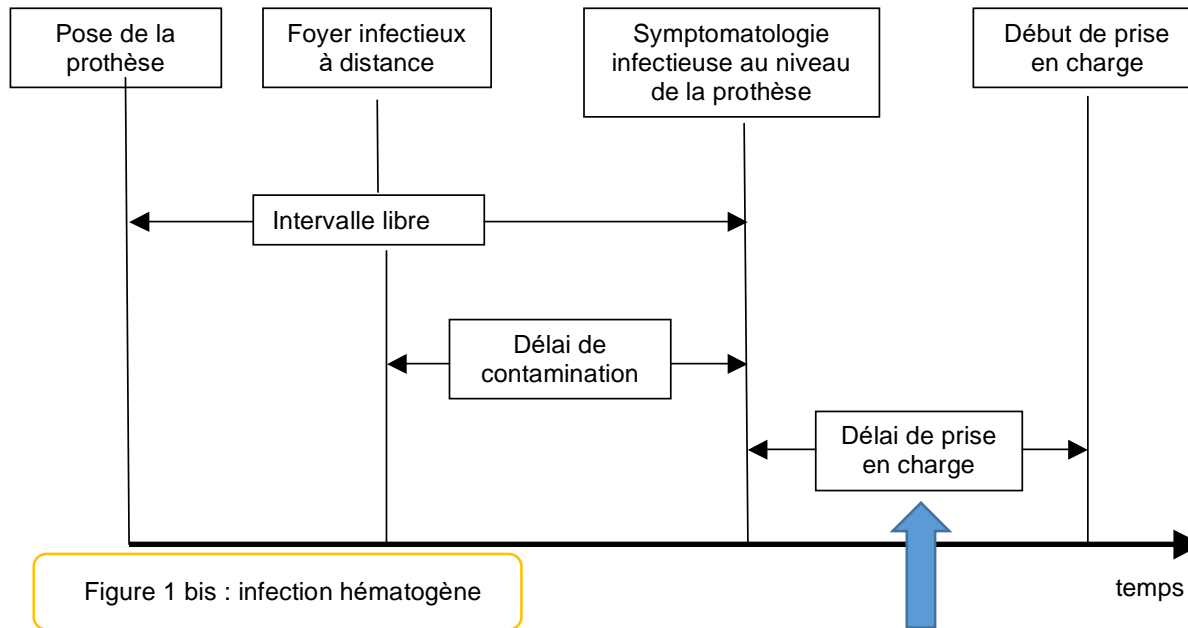 Pose de la
prothèse
Foyer infectieux
à distance
Symptomatologie
infectieuse au niveau
de la prothèse
Début de prise
en charge
Intervalle libre
Délai de
contamination
Délai de prise
en charge
Figure 1 bis : infection hématogène
temps